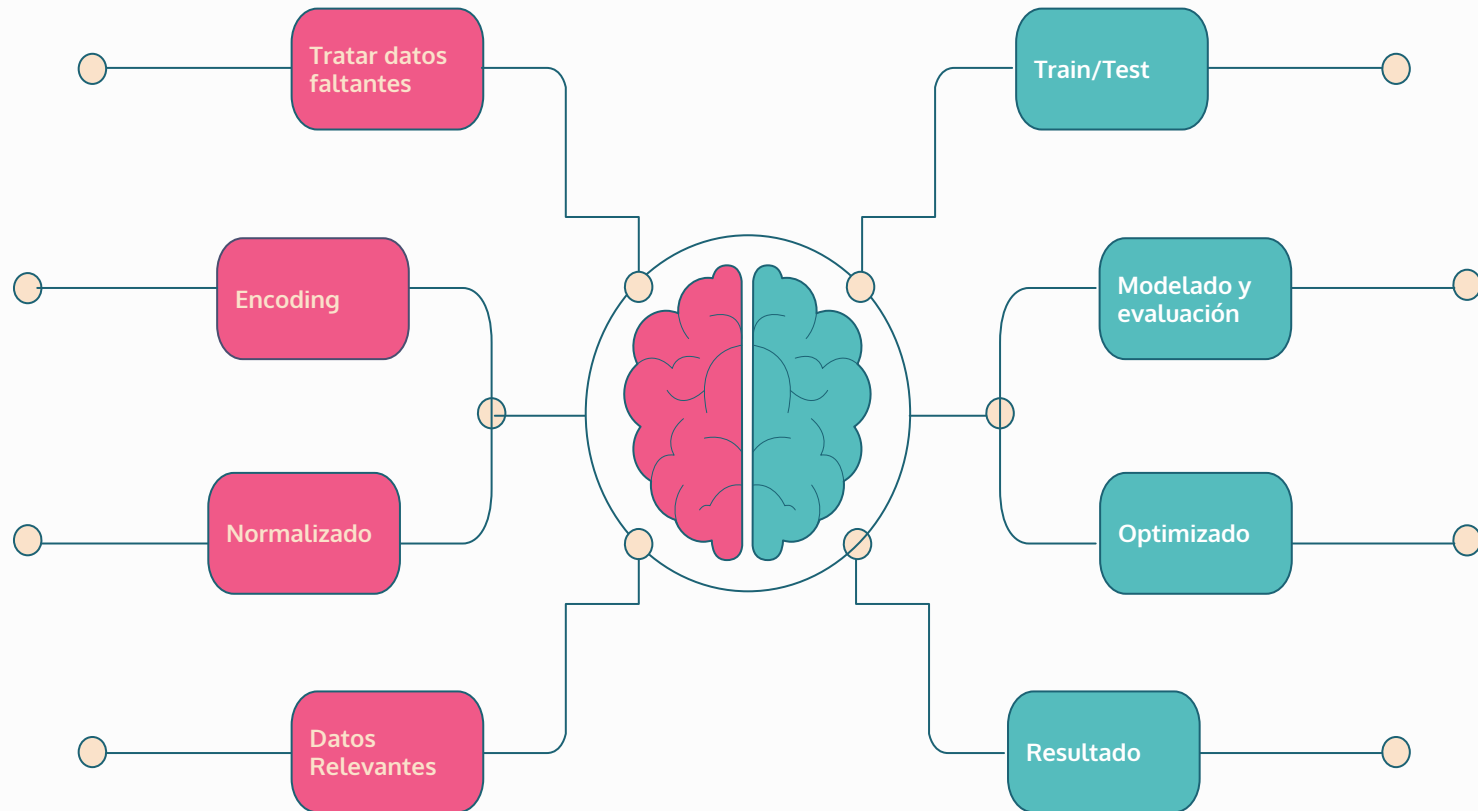 Tratar datos
faltantes
Encoding
Normalizado
Datos
Relevantes
Train/Test
Modelado y
evaluación
Optimizado
Resultado